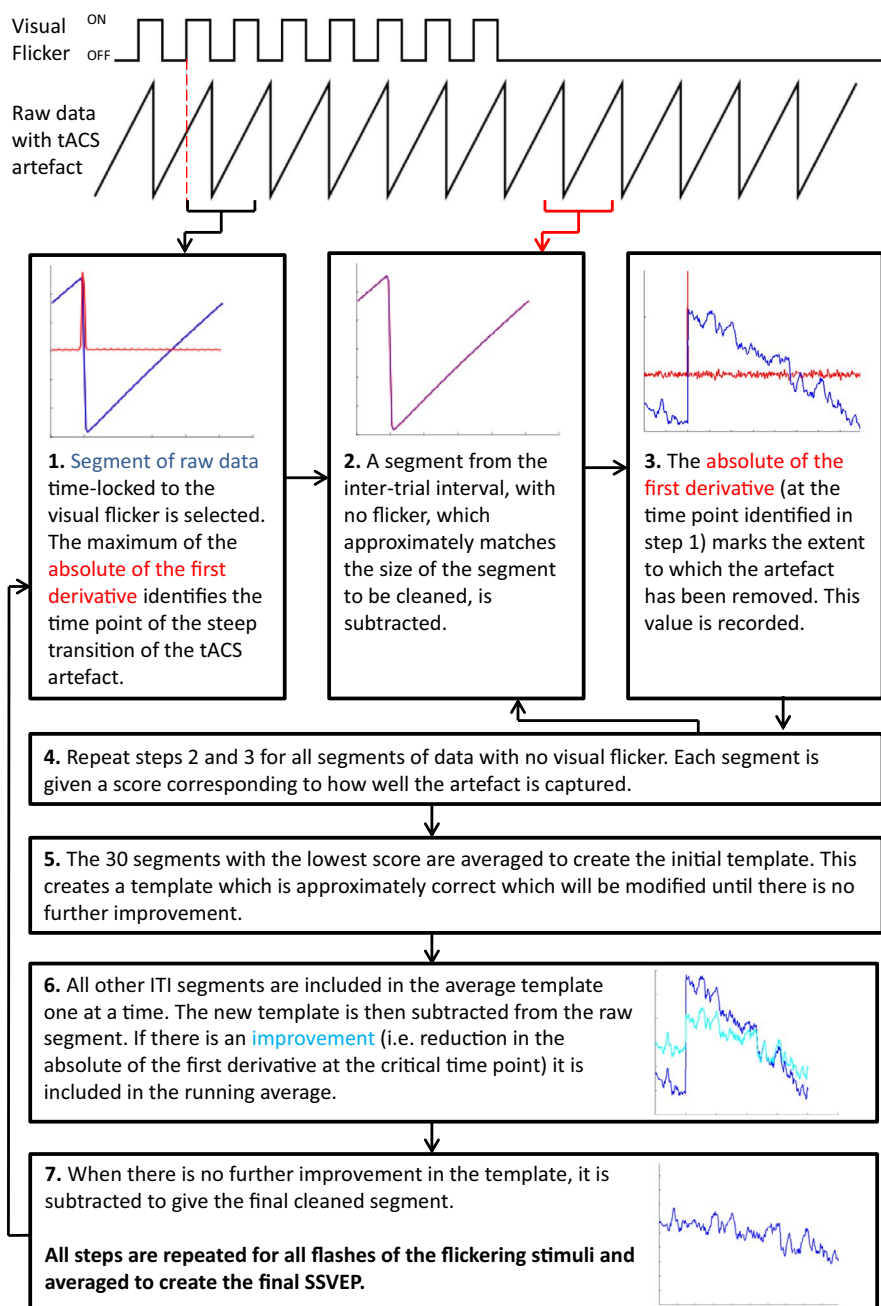 Visual
Flicker
ON
OFF
Raw data
with tACS
artefact
1. Segment of raw data
time-locked to the
visual flicker is selected.
The maximum of the
absolute of the first
derivative identifies the
time point of the steep
transition of the tACS
artefact.
2. A segment from the
inter-trial interval, with
no flicker, which
approximately matches
the size of the segment
to be cleaned, is
subtracted.
3. The absolute of the
first derivative (at the
time point identified in
step 1) marks the extent
to which the artefact
has been removed. This
value is recorded.
4. Repeat steps 2 and 3 for all segments of data with no visual flicker. Each segment is
given a score corresponding to how well the artefact is captured.
5. The 30 segments with the lowest score are averaged to create the initial template. This
creates a template which is approximately correct which will be modified until there is no
further improvement.
6. All other ITI segments are included in the average template
one at a time. The new template is then subtracted from the raw
segment. If there is an improvement (i.e. reduction in the
absolute of the first derivative at the critical time point) it is
included in the running average.
7. When there is no further improvement in the template, it is
subtracted to give the final cleaned segment.
All steps are repeated for all flashes of the flickering stimuli and
averaged to create the final SSVEP.